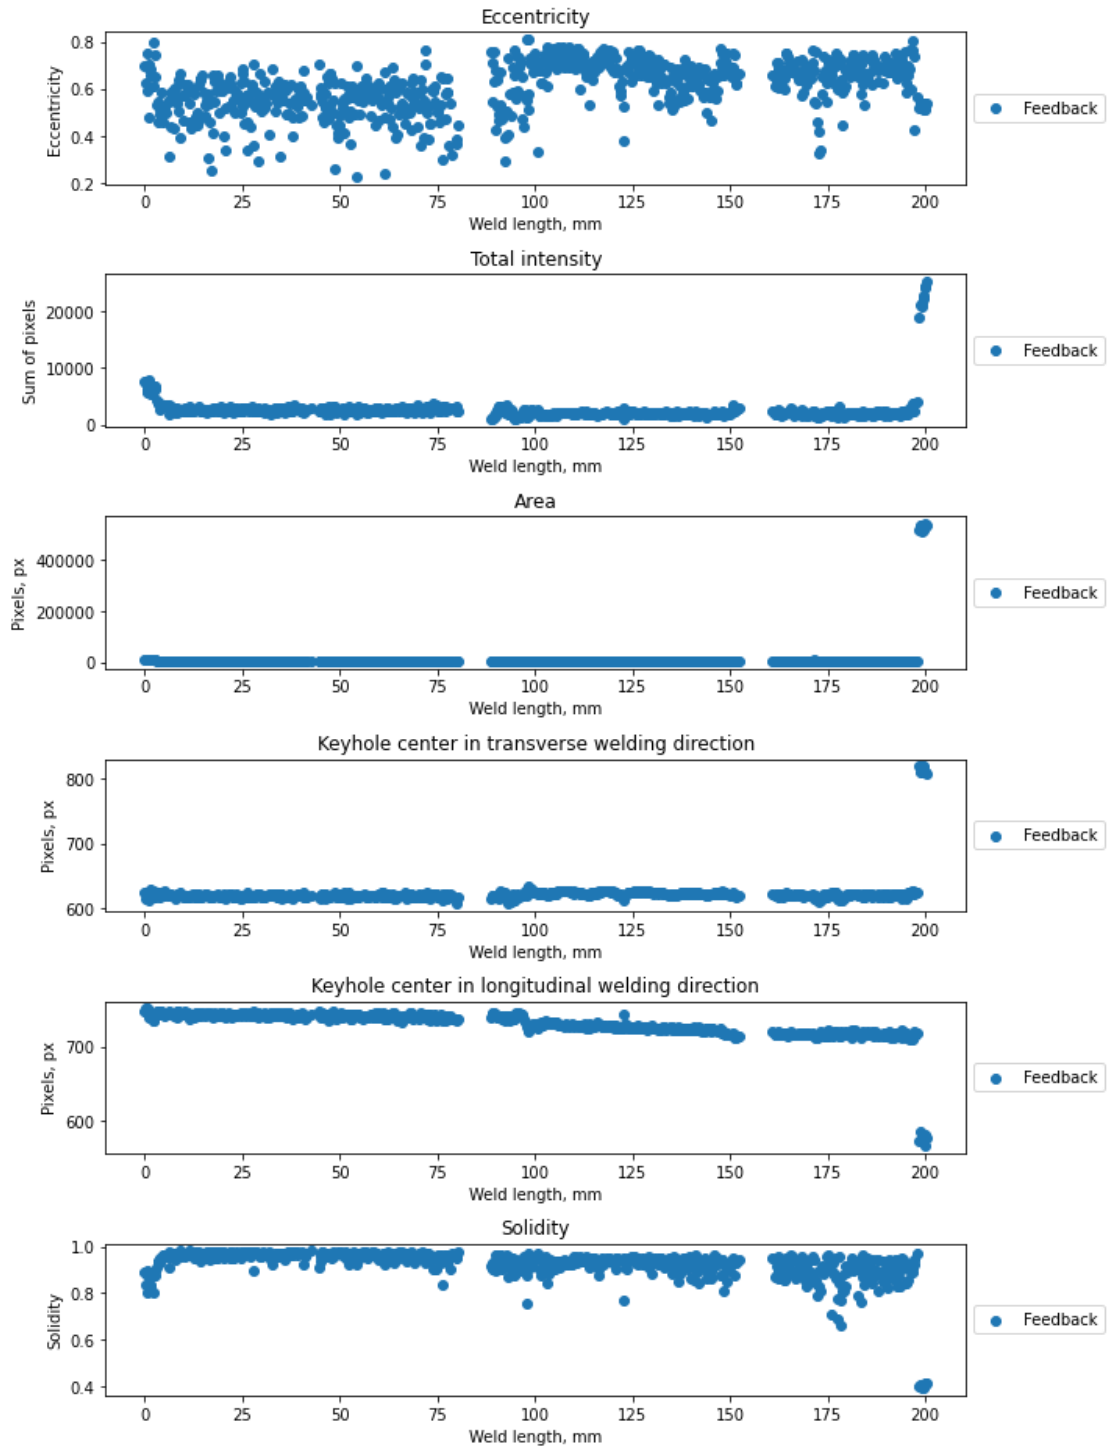 Eccentricity
0.8
0.6
0.4
0.2
Eccentricity
0 25 50 75 100 125 150 175 200
Weld length, mm
Feedback
Total intensity
20000
10000
0
Sum of pixels
0 25 50 75 100 125 150 175 200
Weld length, mm
Feedback
Area
400000
200000
0
Pixels, px
0 25 50 75 100 125 150 175 200
Weld length, mm
Feedback
Keyhole center in transverse welding direction
800
700
600
Pixels, px
0 25 50 75 100 125 150 175 200
Weld length, mm
Feedback
Keyhole center in longitudinal welding direction
700
600
Pixels, px
0 25 50 75 100 125 150 175 200
Weld length, mm
Feedback
Solidity
1.0
0.8
0.6
0.4
Solidity
0 25 50 75 100 125 150 175 200
Weld length, mm
Feedback